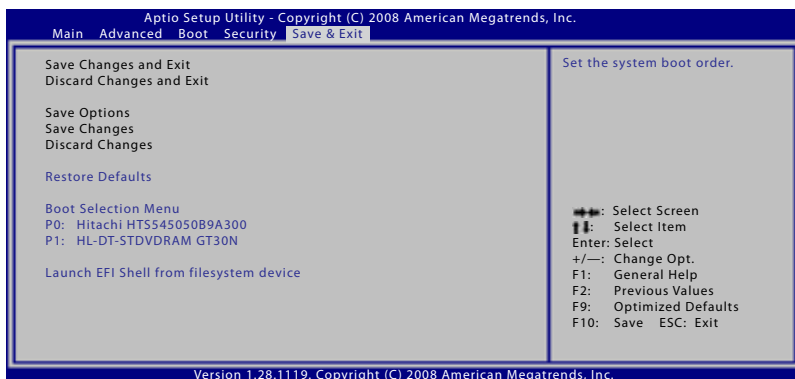 Aptio Setup Utility - Copyright (C) 2008 American Megatrends, Inc.
Main Advanced Boot Security Save & Exit
Save Changes and Exit
Discard Changes and Exit
Save Options
Save Changes
Discard Changes
Restore Defaults
Boot Selection Menu
P0: Hitachi HTS545050B9A300
P1: HL-DT-STDVDRAM GT30N
Launch EFI Shell from filesystem device
Set the system boot order.
→←: Select Screen
↑↓: Select Item
Enter: Select
+/—: Change Opt.
F1: General Help
F2: Previous Values
F9: Optimized Defaults
F10: Save ESC: Exit
Version 1.28.1119. Copyright (C) 2008 American Megatrends, Inc.